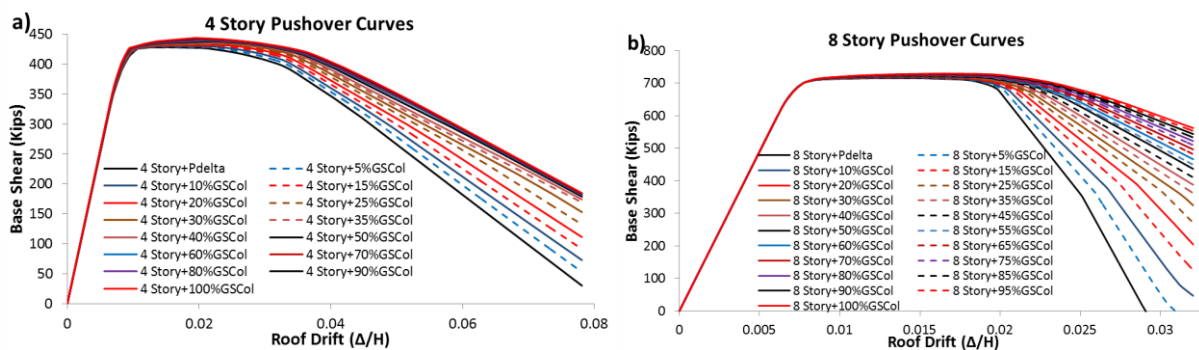 a)
4 Story Pushover Curves
Base Shear (Kips)
450
400
350
300
250
200
150
100
50
0
4 Story+Pdelta 4 Story+5%GSCol
4 Story+10%GSCol 4 Story+15%GSCol
4 Story+20%GSCol 4 Story+25%GSCol
4 Story+30%GSCol 4 Story+35%GSCol
4 Story+40%GSCol 4 Story+50%GSCol
4 Story+60%GSCol 4 Story+70%GSCol
4 Story+80%GSCol 4 Story+90%GSCol
4 Story+100%GSCol
0 0.02 0.04 0.06 0.08
Roof Drift (Δ/H)
b)
8 Story Pushover Curves
Base Shear (Kips)
800
700
600
500
400
300
200
100
0
8 Story+Pdelta 8 Story+5%GSCol
8 Story+10%GSCol 8 Story+15%GSCol
8 Story+20%GSCol 8 Story+25%GSCol
8 Story+30%GSCol 8 Story+35%GSCol
8 Story+40%GSCol 8 Story+45%GSCol
8 Story+50%GSCol 8 Story+55%GSCol
8 Story+60%GSCol 8 Story+65%GSCol
8 Story+70%GSCol 8 Story+75%GSCol
8 Story+80%GSCol 8 Story+85%GSCol
8 Story+90%GSCol 8 Story+95%GSCol
8 Story+100%GSCol
0 0.005 0.01 0.015 0.02 0.025 0.03
Roof Drift (Δ/H)